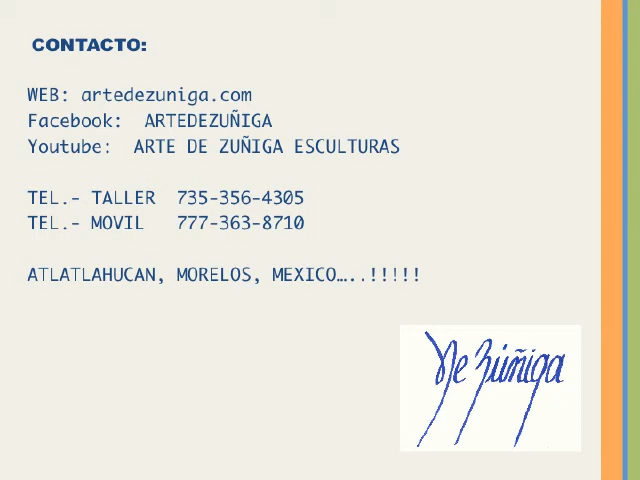 CONTACTO:
WEB: artedezuniga.com
Facebook: ARTEDEZUÑIGA
Youtube: ARTE DE ZUÑIGA ESCULTURAS
TEL.- TALLER 735-356-4305
TEL.- MOVIL 777-363-8710
ATLATLAHUCAN, MORELOS, MEXICO…..!!!!!
De Zúñiga